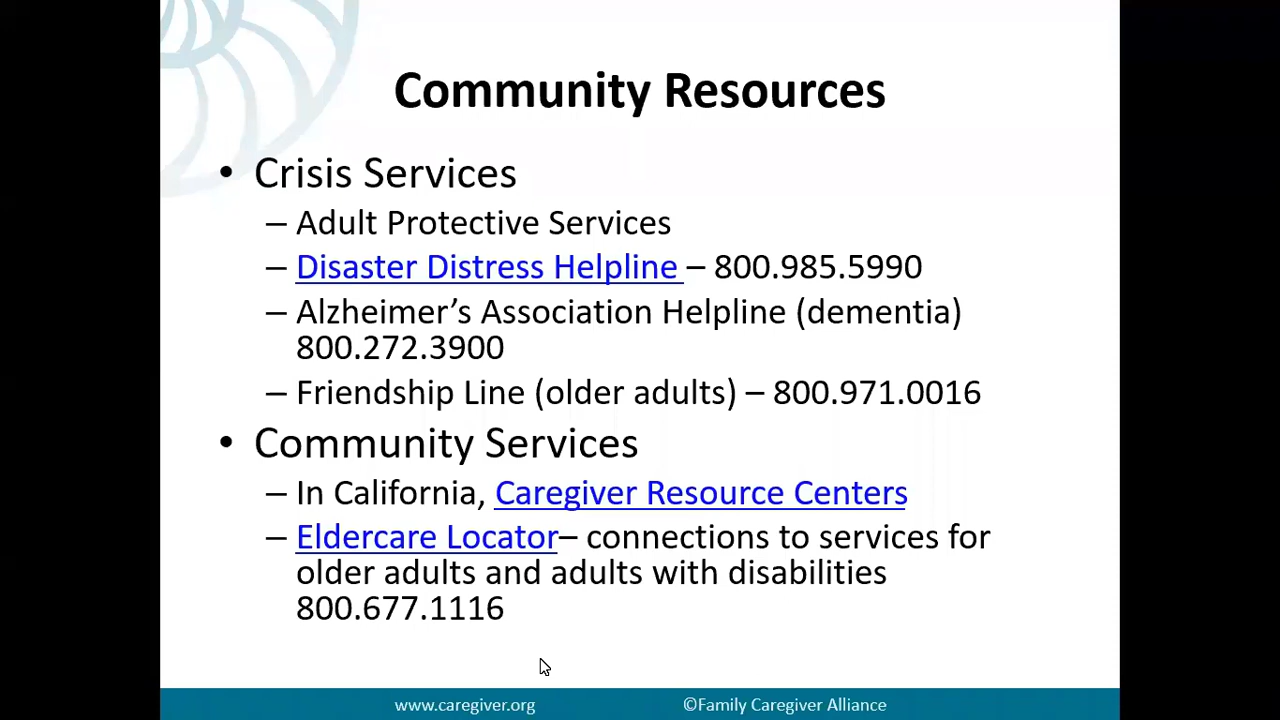 Community Resources
• Crisis Services
– Adult Protective Services
– Disaster Distress Helpline – 800.985.5990
– Alzheimer’s Association Helpline (dementia)
800.272.3900
– Friendship Line (older adults) – 800.971.0016
• Community Services
– In California, Caregiver Resource Centers
– Eldercare Locator– connections to services for
older adults and adults with disabilities
800.677.1116
www.caregiver.org ©Family Caregiver Alliance